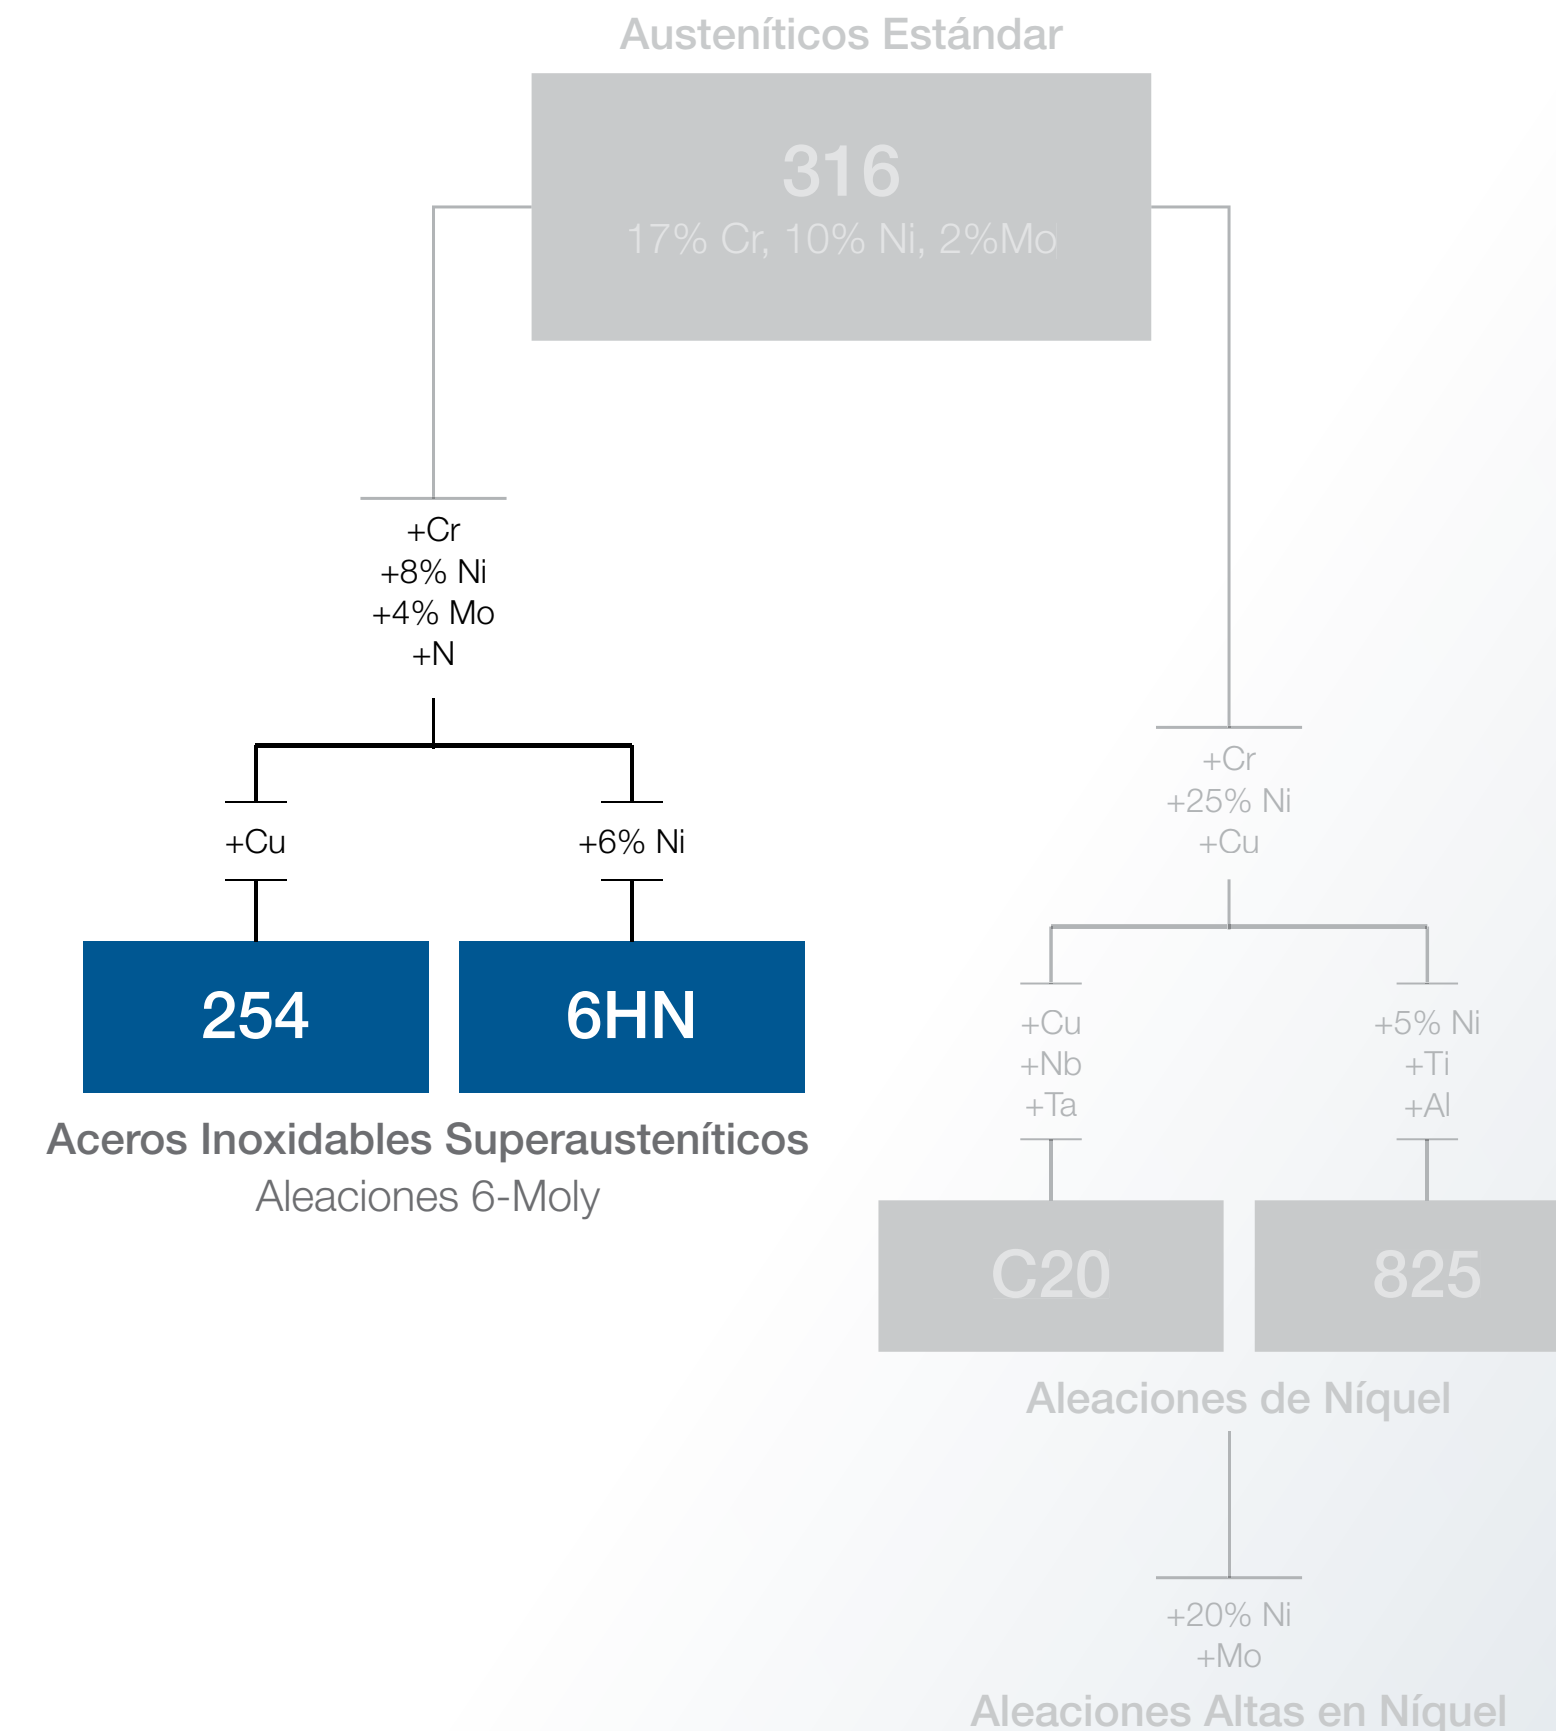 Austeníticos Estándar
316
17% Cr, 10% Ni, 2%Mo
+Cr
+8% Ni
+4% Mo
+N
+Cu
+6% Ni
254
6HN
Aceros Inoxidables Superausteníticos
Aleaciones 6-Moly
+Cr
+25% Ni
+Cu
+Cu
+Nb
+Ta
+5% Ni
+Ti
+Al
C20
825
Aleaciones de Níquel
+20% Ni
+Mo
Aleaciones Altas en Níquel